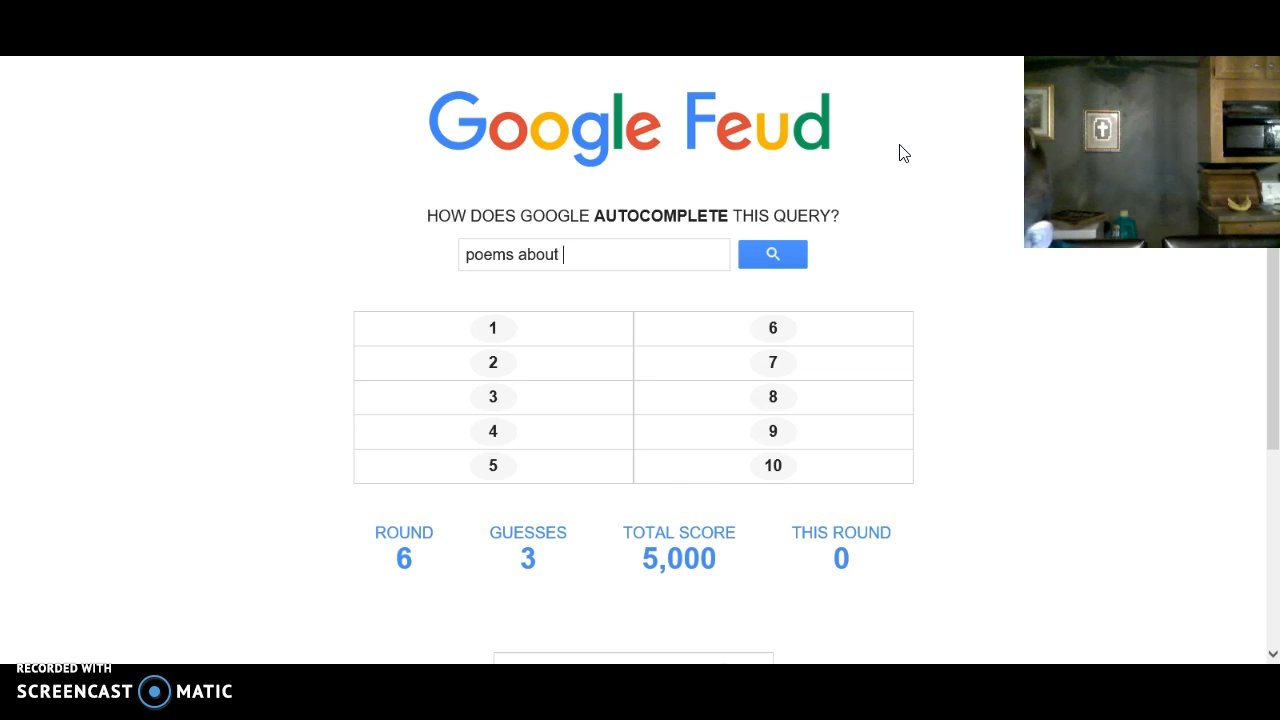 Google Feud
HOW DOES GOOGLE AUTOCOMPLETE THIS QUERY?
poems about
1 6
2 7
3 8
4 9
5 10
ROUND GUESSES TOTAL SCORE THIS ROUND
6 3 5,000 0
RECORDED WITH
SCREENCAST MATIC